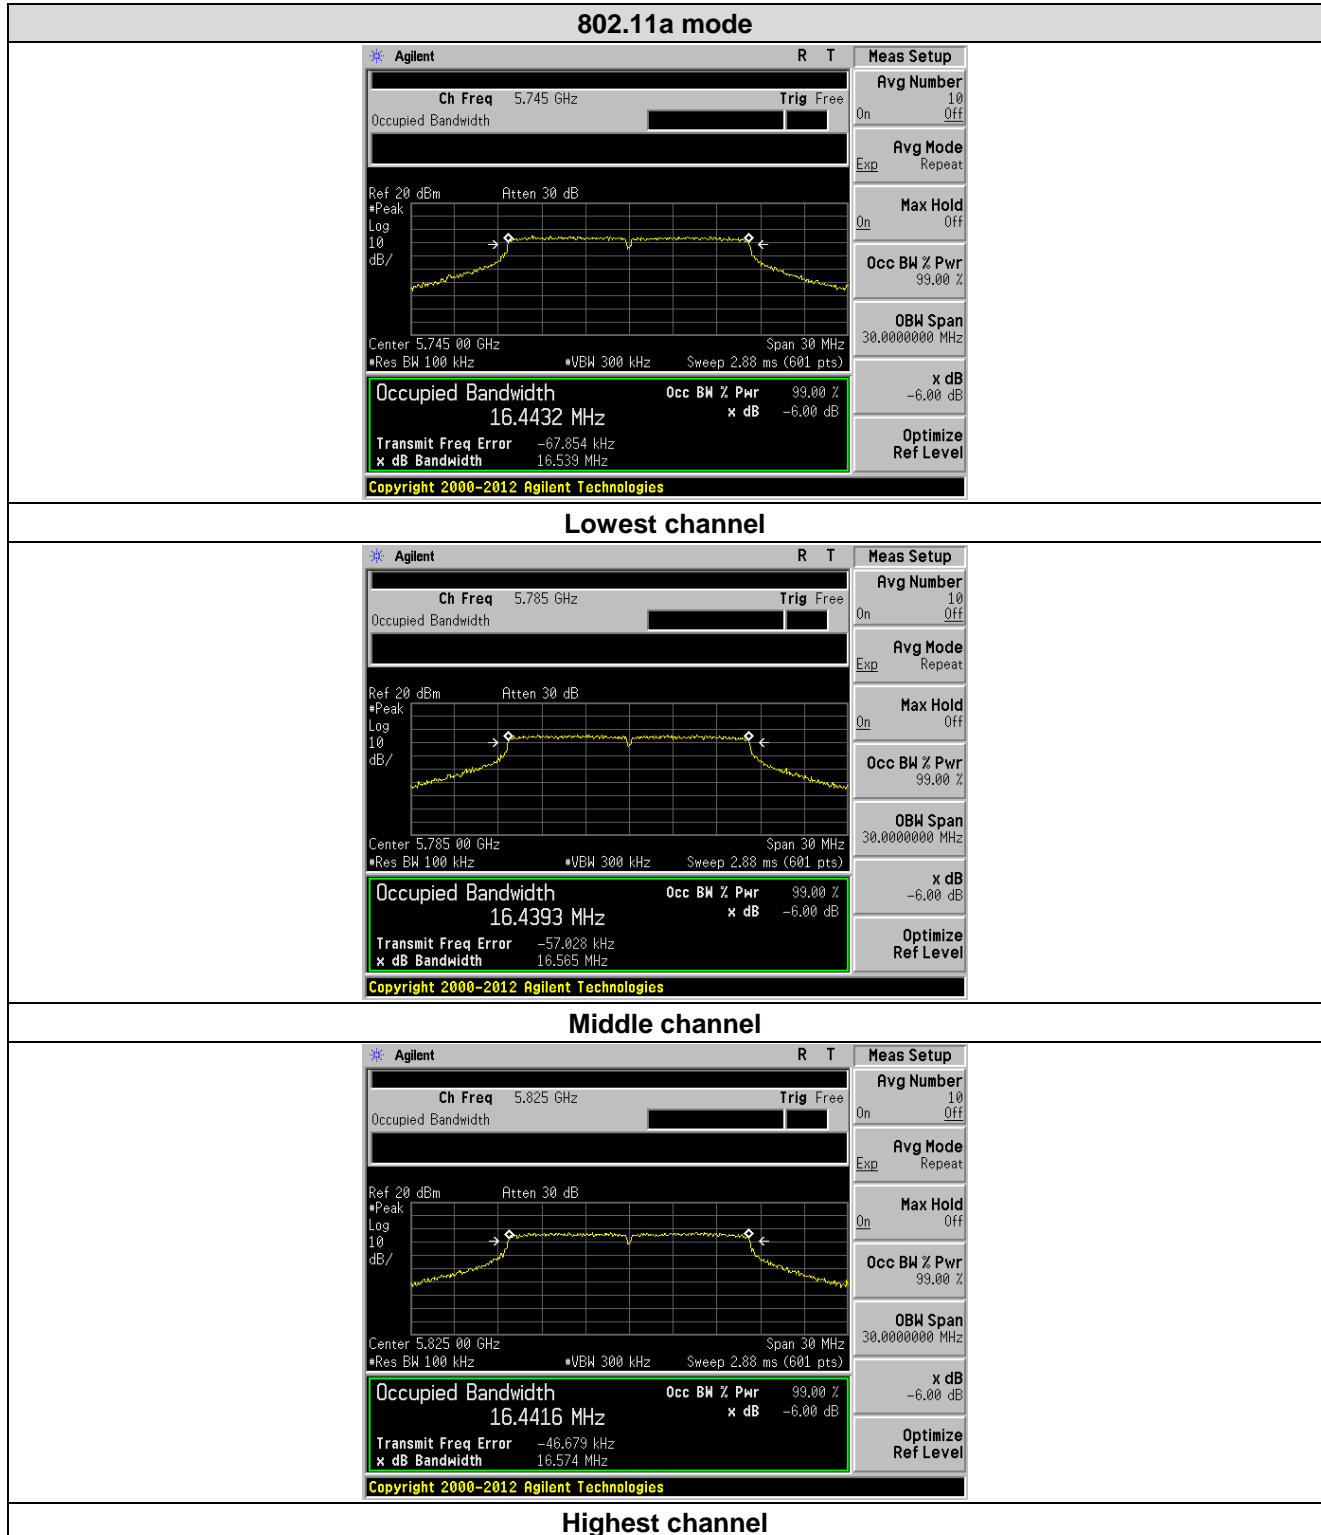 802.11a mode
Agilent R T Meas Setup
Avg Number
10
On Off
Ch Freq 5.745 GHz Trig Free
Occupied Bandwidth
Avg Mode
Exp Repeat
Ref 20 dBm Atten 30 dB
#Peak
Log
10
dB/
Max Hold
On Off
Occ BW % Pwr
99.00 %
OBW Span
30.0000000 MHz
Center 5.745 00 GHz Span 30 MHz
#Res BW 100 kHz #VBW 300 kHz Sweep 2.88 ms (601 pts)
x dB
-6.00 dB
Occupied Bandwidth Occ BW % Pwr 99.00 %
16.4432 MHz x dB -6.00 dB
Transmit Freq Error -67.854 kHz
x dB Bandwidth 16.539 MHz
Optimize
Ref Level
Copyright 2000-2012 Agilent Technologies
Lowest channel
Agilent R T Meas Setup
Avg Number
10
On Off
Ch Freq 5.785 GHz Trig Free
Occupied Bandwidth
Avg Mode
Exp Repeat
Ref 20 dBm Atten 30 dB
#Peak
Log
10
dB/
Max Hold
On Off
Occ BW % Pwr
99.00 %
OBW Span
30.0000000 MHz
Center 5.785 00 GHz Span 30 MHz
#Res BW 100 kHz #VBW 300 kHz Sweep 2.88 ms (601 pts)
x dB
-6.00 dB
Occupied Bandwidth Occ BW % Pwr 99.00 %
16.4393 MHz x dB -6.00 dB
Transmit Freq Error -57.028 kHz
x dB Bandwidth 16.565 MHz
Optimize
Ref Level
Copyright 2000-2012 Agilent Technologies
Middle channel
Agilent R T Meas Setup
Avg Number
10
On Off
Ch Freq 5.825 GHz Trig Free
Occupied Bandwidth
Avg Mode
Exp Repeat
Ref 20 dBm Atten 30 dB
#Peak
Log
10
dB/
Max Hold
On Off
Occ BW % Pwr
99.00 %
OBW Span
30.0000000 MHz
Center 5.825 00 GHz Span 30 MHz
#Res BW 100 kHz #VBW 300 kHz Sweep 2.88 ms (601 pts)
x dB
-6.00 dB
Occupied Bandwidth Occ BW % Pwr 99.00 %
16.4416 MHz x dB -6.00 dB
Transmit Freq Error -46.679 kHz
x dB Bandwidth 16.574 MHz
Optimize
Ref Level
Copyright 2000-2012 Agilent Technologies
Highest channel